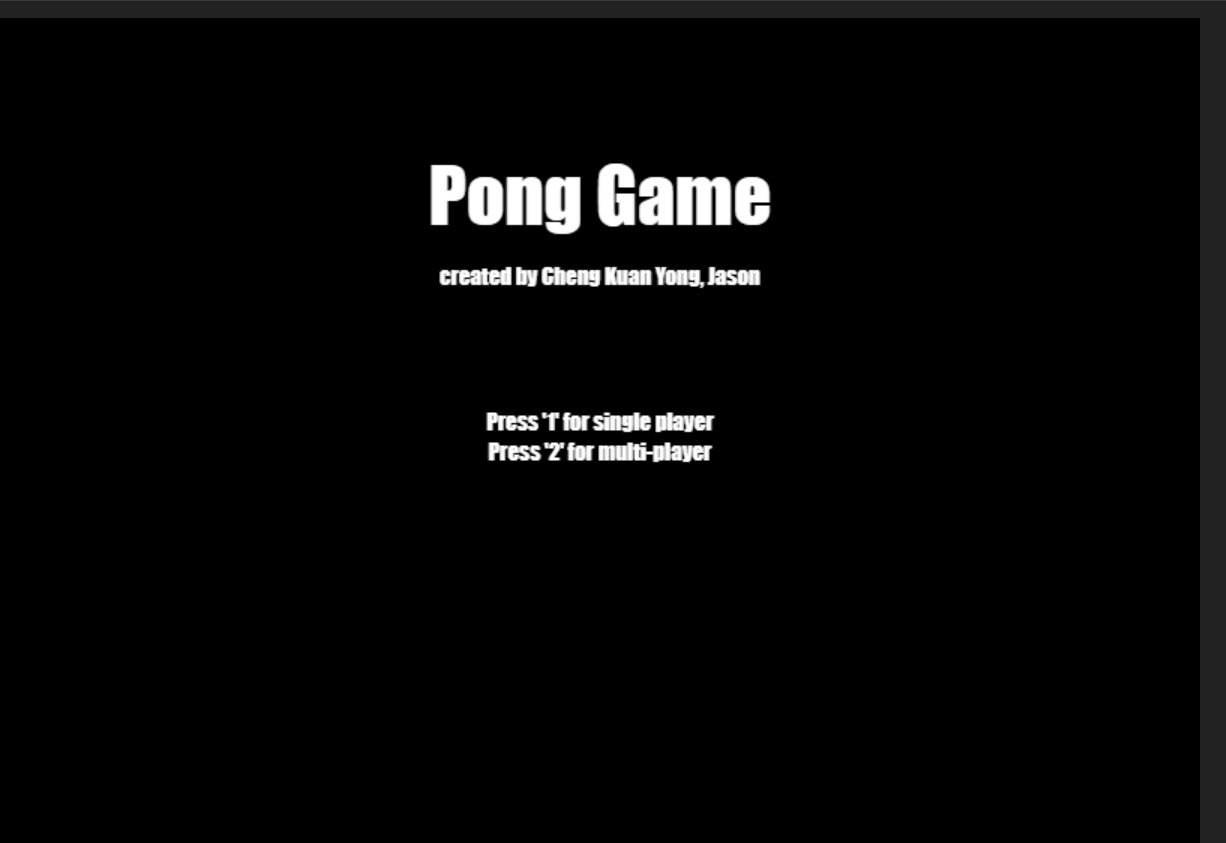 Pong Game
created by Cheng Kuan Yong, Jason
Press '1' for single player
Press '2' for multi-player